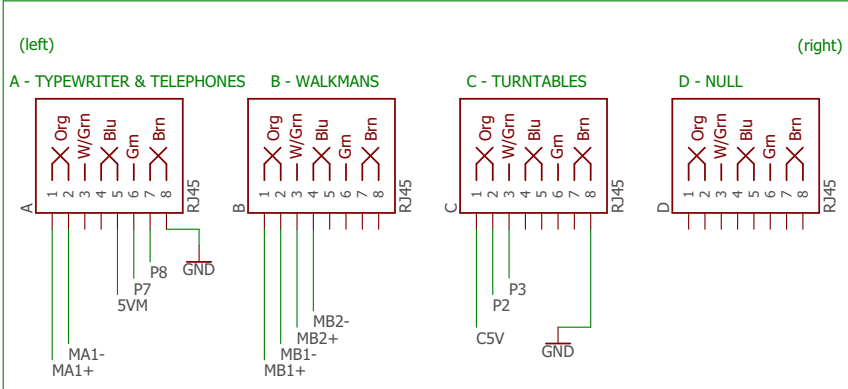 (left)
(right)
A - TYPEWRITER & TELEPHONES
B - WALKMANS
C - TURNTABLES
D - NULL
Org
W/Grn
Blu
Grn
Brn
1
2
3
4
5
6
7
8
A
RJ45
GND
P8
P7
5VM
MA1-
MA1+
Org
W/Grn
Blu
Grn
Brn
1
2
3
4
5
6
7
8
B
RJ45
MB2-
MB2+
MB1-
MB1+
Org
W/Grn
Blu
Grn
Brn
1
2
3
4
5
6
7
8
C
RJ45
P3
P2
C5V
GND
Org
W/Grn
Blu
Grn
Brn
1
2
3
4
5
6
7
8
D
RJ45